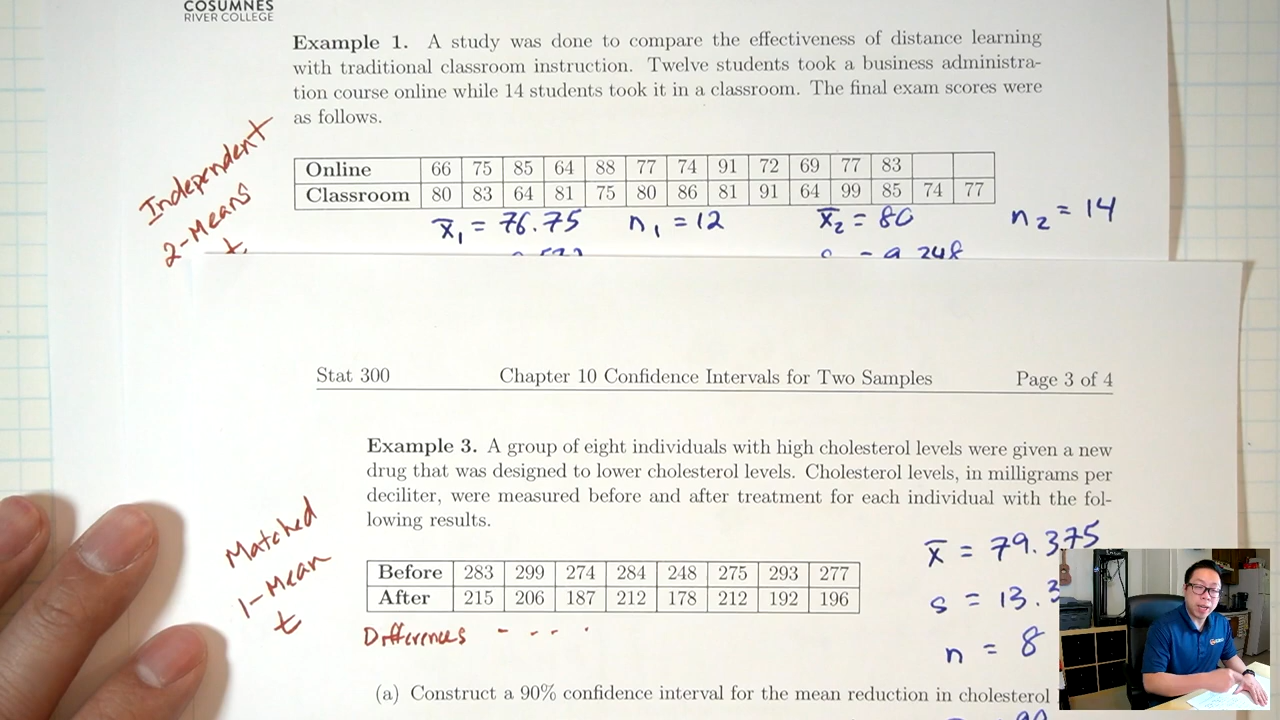 COSUMNES
RIVER COLLEGE
Example 1. A study was done to compare the effectiveness of distance learning
with traditional classroom instruction. Twelve students took a business administra-
tion course online while 14 students took it in a classroom. The final exam scores were
as follows.
Independent
2-Means
t
Online 66 75 85 64 88 77 74 91 72 69 77 83
Classroom 80 83 64 81 75 80 86 81 91 64 99 85 74 77
x̄₁ = 76.75 n₁ = 12 x̄₂ = 80 n₂ = 14
Stat 300 Chapter 10 Confidence Intervals for Two Samples Page 3 of 4
Example 3. A group of eight individuals with high cholesterol levels were given a new
drug that was designed to lower cholesterol levels. Cholesterol levels, in milligrams per
deciliter, were measured before and after treatment for each individual with the fol-
lowing results.
Matched
1-Mean
t
Before 283 299 274 284 248 275 293 277
After 215 206 187 212 178 212 192 196
Differences - - - ·
x̄ = 79.375
s = 13.3
n = 8
(a) Construct a 90% confidence interval for the mean reduction in cholesterol